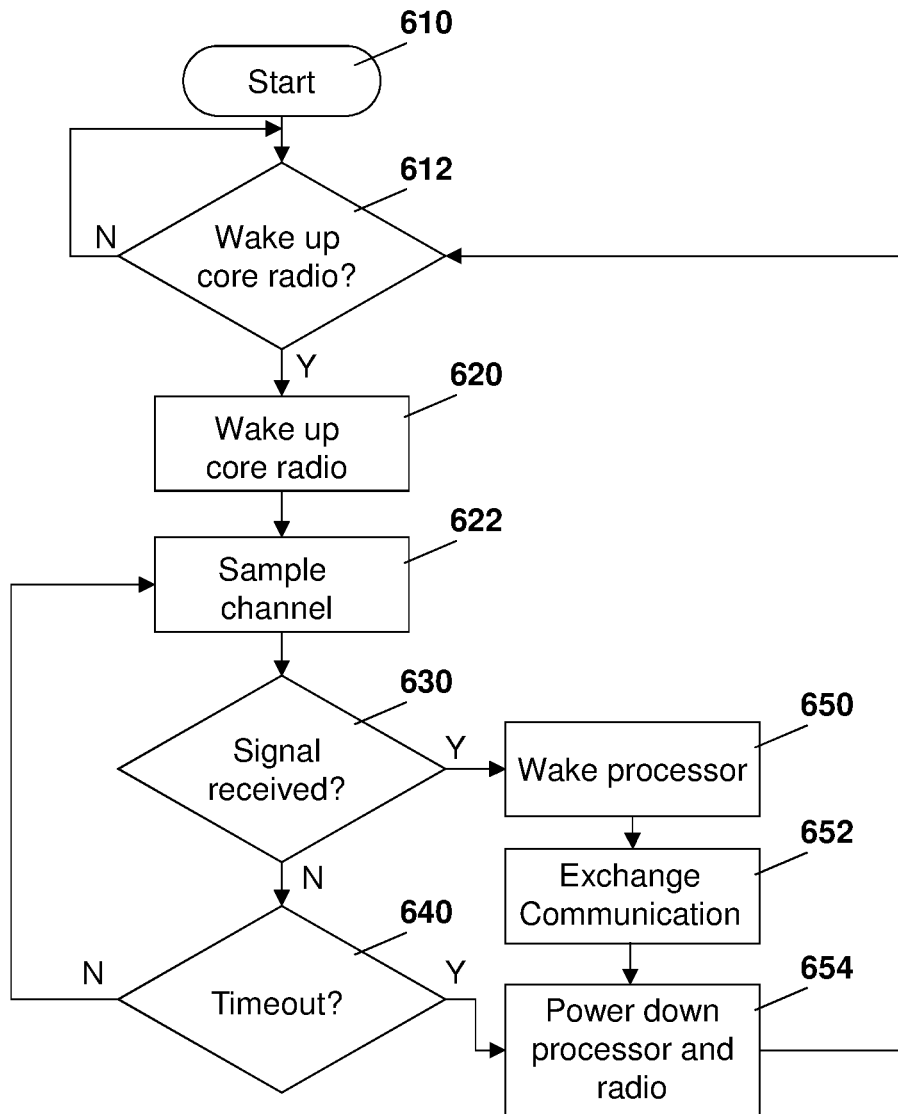 610
Start
612
Wake up
core radio?
N
Y
620
Wake up
core radio
622
Sample
channel
630
Signal
received?
Y
650
Wake processor
N
652
Exchange
Communication
640
Timeout?
N
Y
654
Power down
processor and
radio